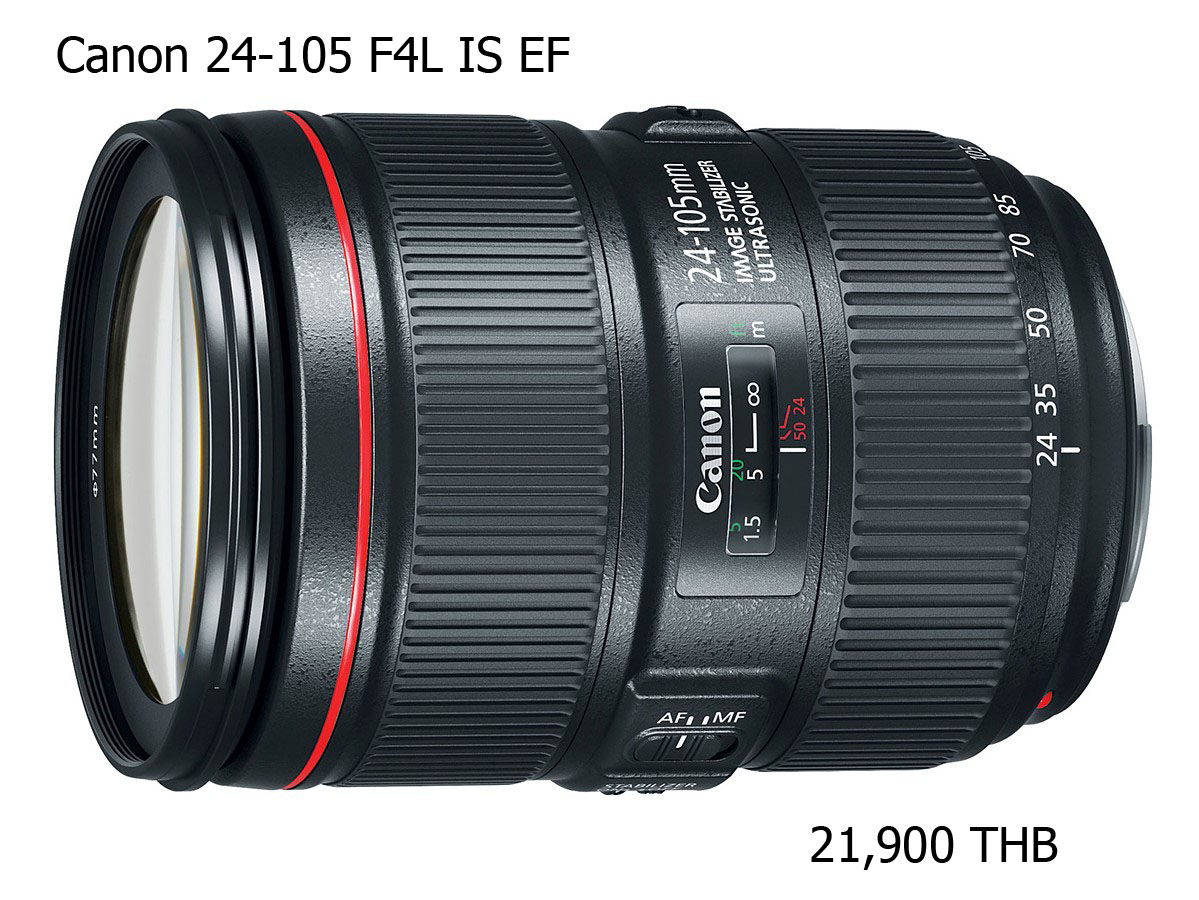 Canon 24-105 F4L IS EF
24-105mm
IMAGE STABILIZER
ULTRASONIC
105 85 70 50 35 24
ft
m
Canon
5 20
1.5 5 ∞
50 24
Φ77mm
AF MF
STABILIZER
21,900 THB